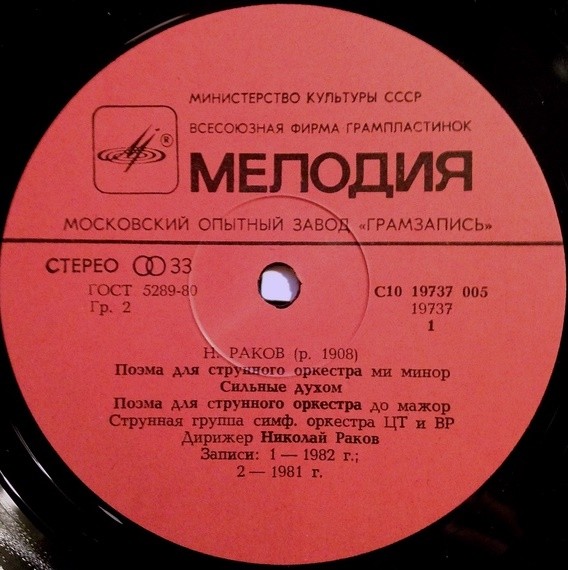 МИНИСТЕРСТВО КУЛЬТУРЫ СССР
ВСЕСОЮЗНАЯ ФИРМА ГРАМПЛАСТИНОК
®
МЕЛОДИЯ
МОСКОВСКИЙ ОПЫТНЫЙ ЗАВОД «ГРАМЗАПИСЬ»
СТЕРЕО 33
ГОСТ 5289-80
Гр. 2
С10 19737 005
19737
1
Н. РАКОВ (р. 1908)
Поэма для струнного оркестра ми минор
Сильные духом
Поэма для струнного оркестра до мажор
Струнная группа симф. оркестра ЦТ и ВР
Дирижер Николай Раков
Записи: 1 — 1982 г.;
2 — 1981 г.